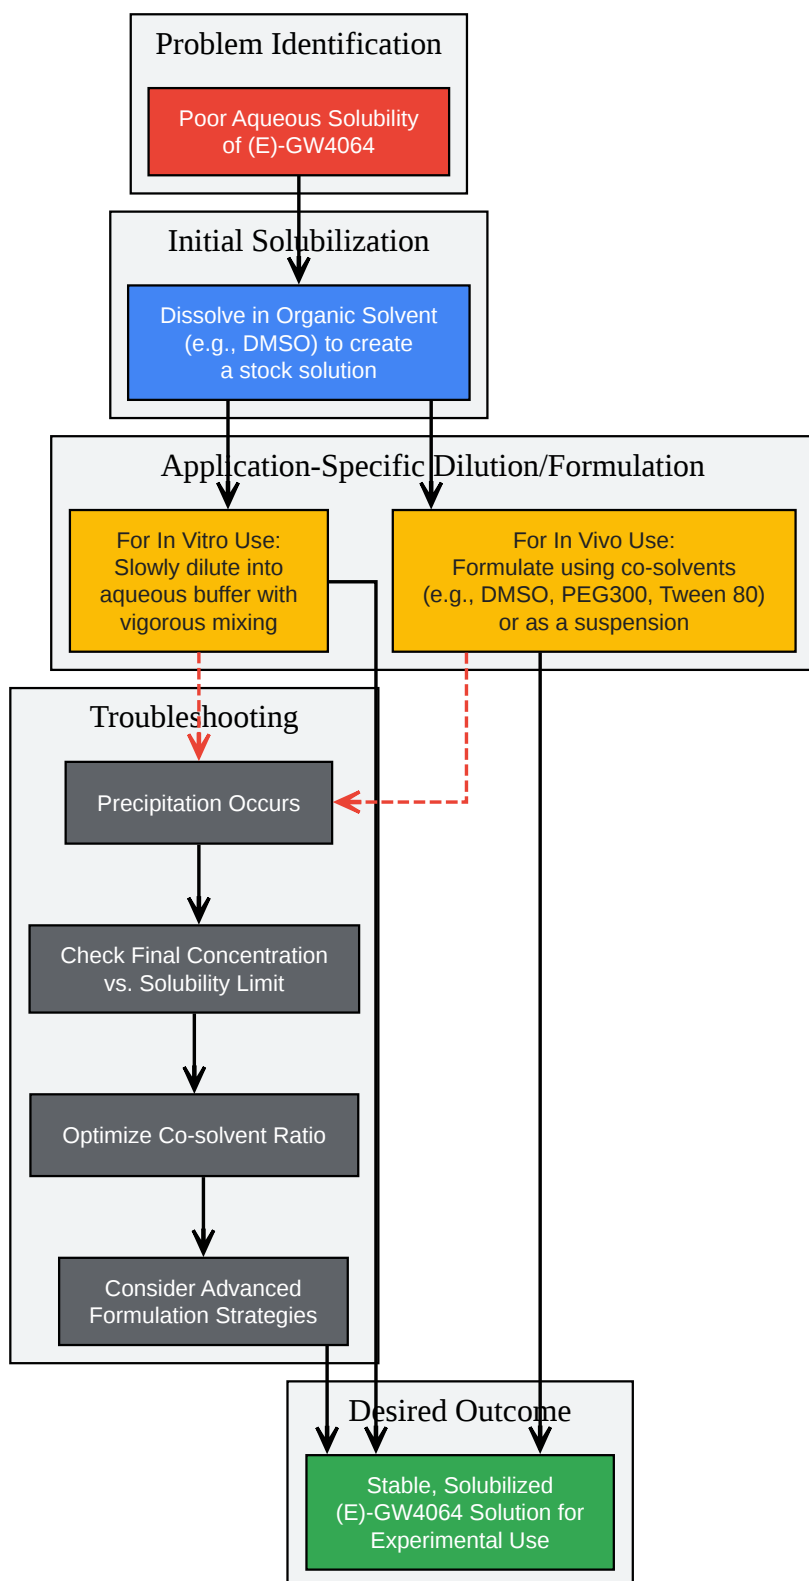 Problem Identification
Poor Aqueous Solubility
of (E)-GW4064
Initial Solubilization
Dissolve in Organic Solvent
(e.g., DMSO) to create
a stock solution
Application-Specific Dilution/Formulation
For In Vitro Use:
Slowly dilute into
aqueous buffer with
vigorous mixing
For In Vivo Use:
Formulate using co-solvents
(e.g., DMSO, PEG300, Tween 80)
or as a suspension
Troubleshooting
Precipitation Occurs
Check Final Concentration
vs. Solubility Limit
Optimize Co-solvent Ratio
Consider Advanced
Formulation Strategies
Desired Outcome
Stable, Solubilized
(E)-GW4064 Solution for
Experimental Use